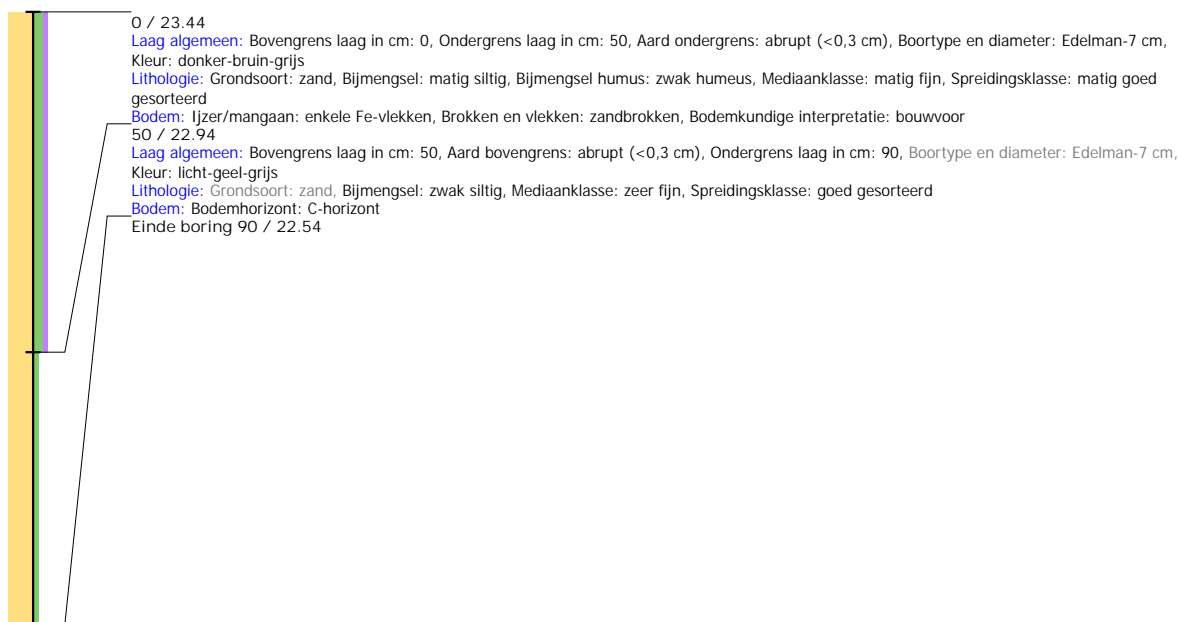 0 / 23.44
Laag algemeen: Bovengrens laag in cm: 0, Ondergrens laag in cm: 50, Aard ondergrens: abrupt (<0,3 cm), Boortype en diameter: Edelman-7 cm,
Kleur: donker-bruin-grijs
Lithologie: Grondsoort: zand, Bijmengsel: matig siltig, Bijmengsel humus: zwak humeus, Mediaanklasse: matig fijn, Spreidingsklasse: matig goed
gesorteerd
Bodem: Ijzer/mangaan: enkele Fe-vlekken, Brokken en vlekken: zandbrokken, Bodemkundige interpretatie: bouwvoor
50 / 22.94
Laag algemeen: Bovengrens laag in cm: 50, Aard bovengrens: abrupt (<0,3 cm), Ondergrens laag in cm: 90, Boortype en diameter: Edelman-7 cm,
Kleur: licht-geel-grijs
Lithologie: Grondsoort: zand, Bijmengsel: zwak siltig, Mediaanklasse: zeer fijn, Spreidingsklasse: goed gesorteerd
Bodem: Bodemhorizont: C-horizont
Einde boring 90 / 22.54